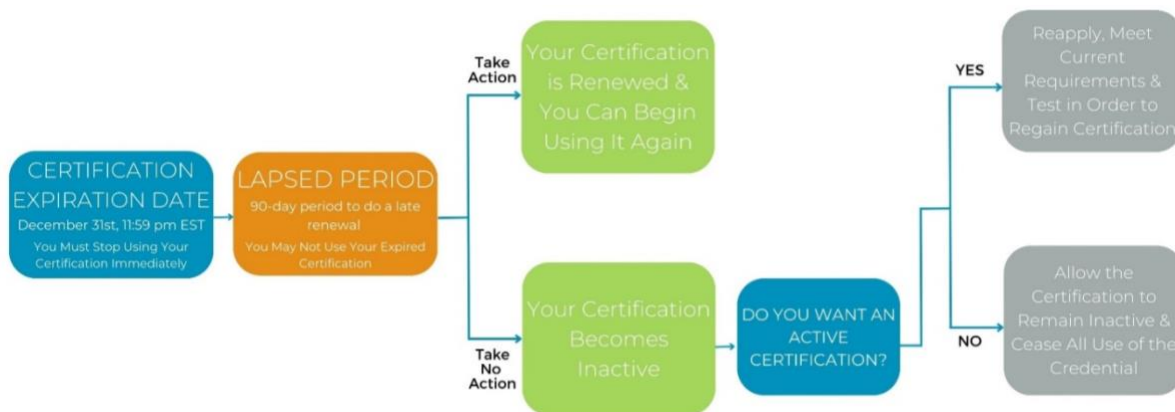 CERTIFICATION
EXPIRATION DATE
December 31st, 11:59 pm EST
You Must Stop Using Your
Certification Immediately
LAPSED PERIOD
90-day period to do a late
renewal
You May Not Use Your Expired
Certification
Take
Action
Your Certification
is Renewed &
You Can Begin
Using It Again
Take
No
Action
Your Certification
Becomes
Inactive
DO YOU WANT AN
ACTIVE
CERTIFICATION?
YES
Reapply, Meet
Current
Requirements &
Test in Order to
Regain Certification
NO
Allow the
Certification to
Remain Inactive &
Cease All Use of the
Credential